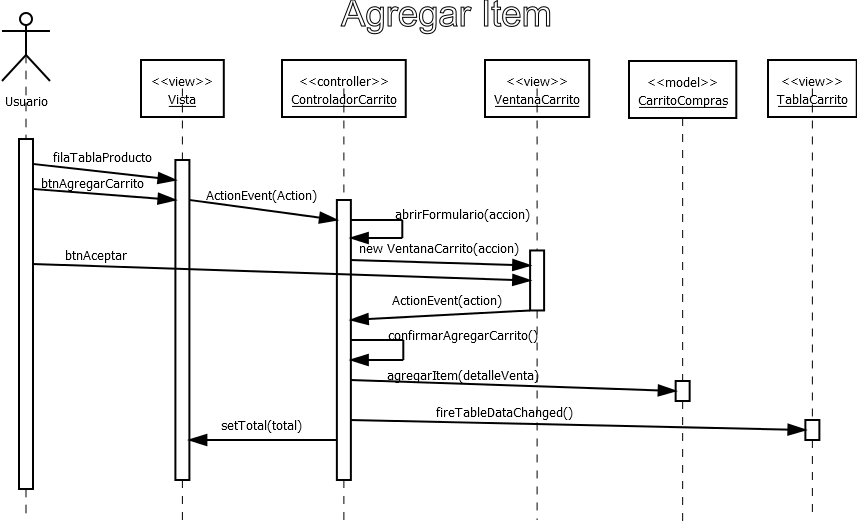 Agregar Item
Usuario
<<view>>
Vista
<<controller>>
ControladorCarrito
<<view>>
VentanaCarrito
<<model>>
CarritoCompras
<<view>>
TablaCarrito
filaTablaProducto
btnAgregarCarrito
ActionEvent(Action)
abrirFormulario(accion)
new VentanaCarrito(accion)
btnAceptar
ActionEvent(action)
confirmarAgregarCarrito()
agregarItem(detalleVenta)
fireTableDataChanged()
setTotal(total)